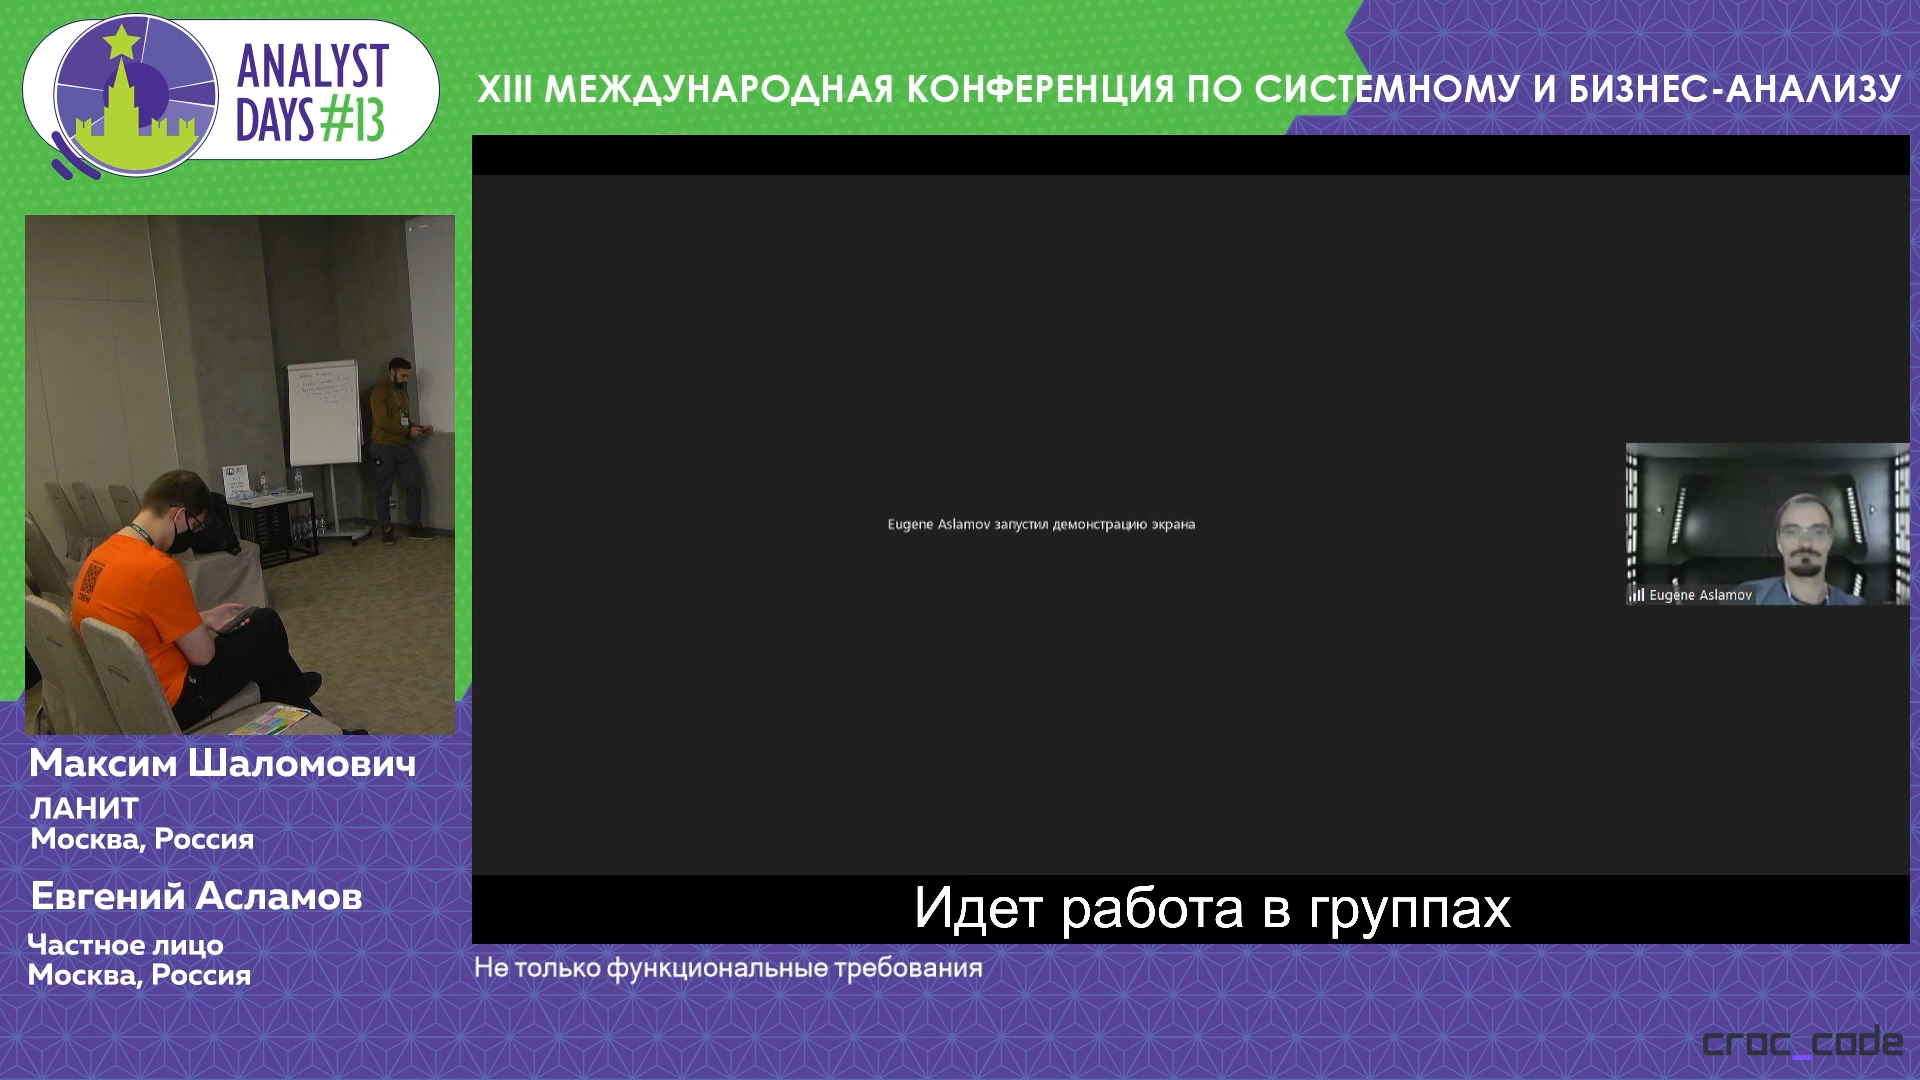 ANALYST
DAYS #13
XIII МЕЖДУНАРОДНАЯ КОНФЕРЕНЦИЯ ПО СИСТЕМНОМУ И БИЗНЕС-АНАЛИЗУ
Eugene Aslamov запустил демонстрацию экрана
Eugene Aslamov
Максим Шаломович
ЛАНИТ
Москва, Россия
Евгений Асламов
Частное лицо
Москва, Россия
Идет работа в группах
Не только функциональные требования
croc_code